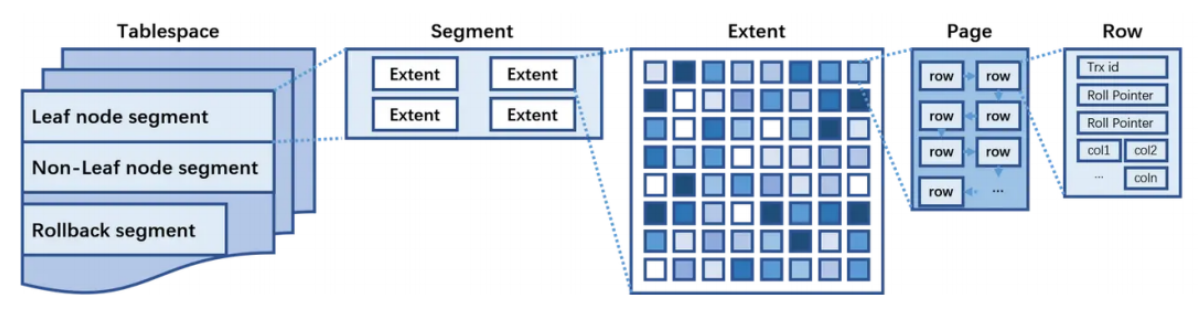 Tablespace
Leaf node segment
Non-Leaf node segment
Rollback segment
Segment
Extent Extent
Extent Extent
Extent
Page
row row
row row
row row
row ...
Row
Trx id
Roll Pointer
Roll Pointer
col1 col2
... coln